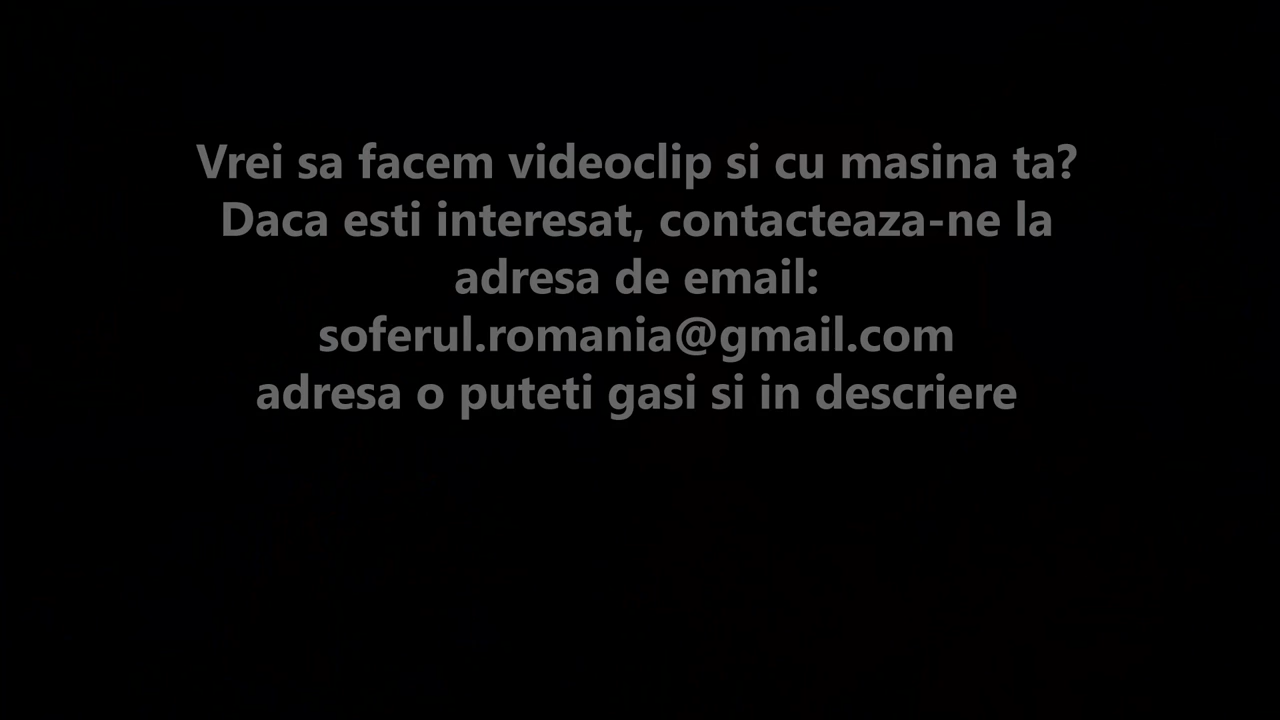 Vrei sa facem videoclip si cu masina ta?
Daca esti interesat, contacteaza-ne la
adresa de email:
soferul.romania@gmail.com
adresa o puteti gasi si in descriere